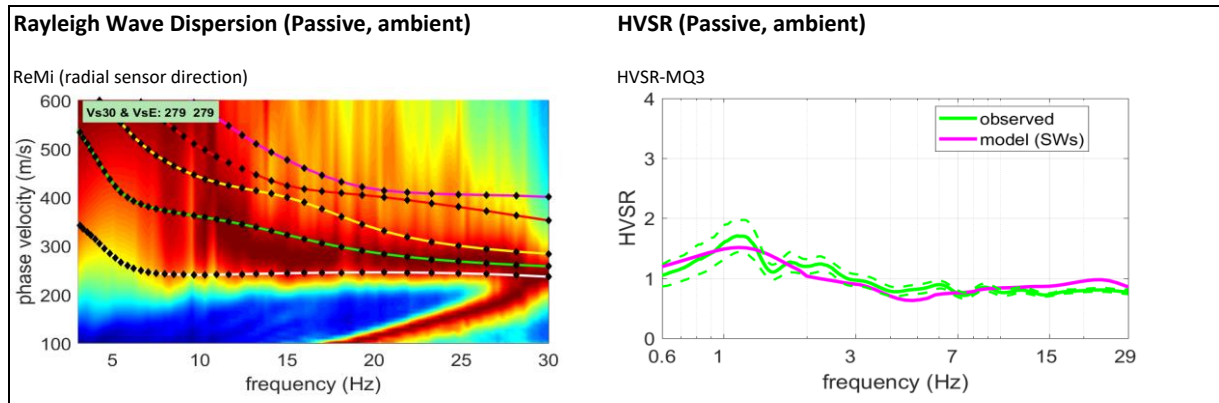 Rayleigh Wave Dispersion (Passive, ambient)
ReMi (radial sensor direction)
Vs30 & VsE: 279 279
600
500
400
300
200
100
phase velocity (m/s)
5 10 15 20 25 30
frequency (Hz)
HVSR (Passive, ambient)
HVSR-MQ3
observed
model (SWs)
4
3
2
1
0
HVSR
0.6 1 3 7 15 29
frequency (Hz)